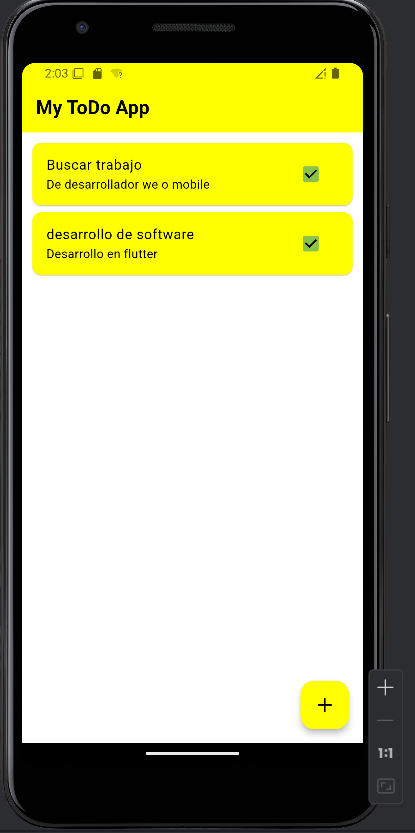 2:03
My ToDo App
Buscar trabajo
De desarrollador we o mobile
desarrollo de software
Desarrollo en flutter
+
1:1